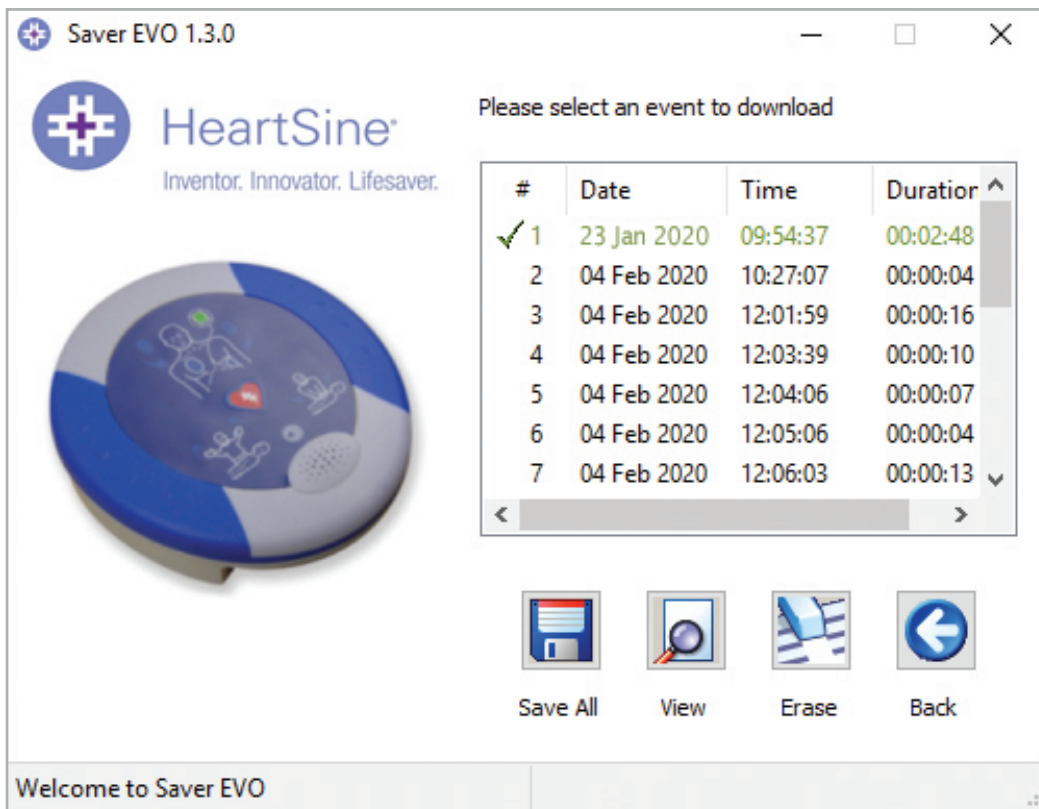 Saver EVO 1.3.0
HeartSine®
Inventor. Innovator. Lifesaver.
Please select an event to download
# Date Time Duration
1 23 Jan 2020 09:54:37 00:02:48
2 04 Feb 2020 10:27:07 00:00:04
3 04 Feb 2020 12:01:59 00:00:16
4 04 Feb 2020 12:03:39 00:00:10
5 04 Feb 2020 12:04:06 00:00:07
6 04 Feb 2020 12:05:06 00:00:04
7 04 Feb 2020 12:06:03 00:00:13
Save All View Erase Back
Welcome to Saver EVO